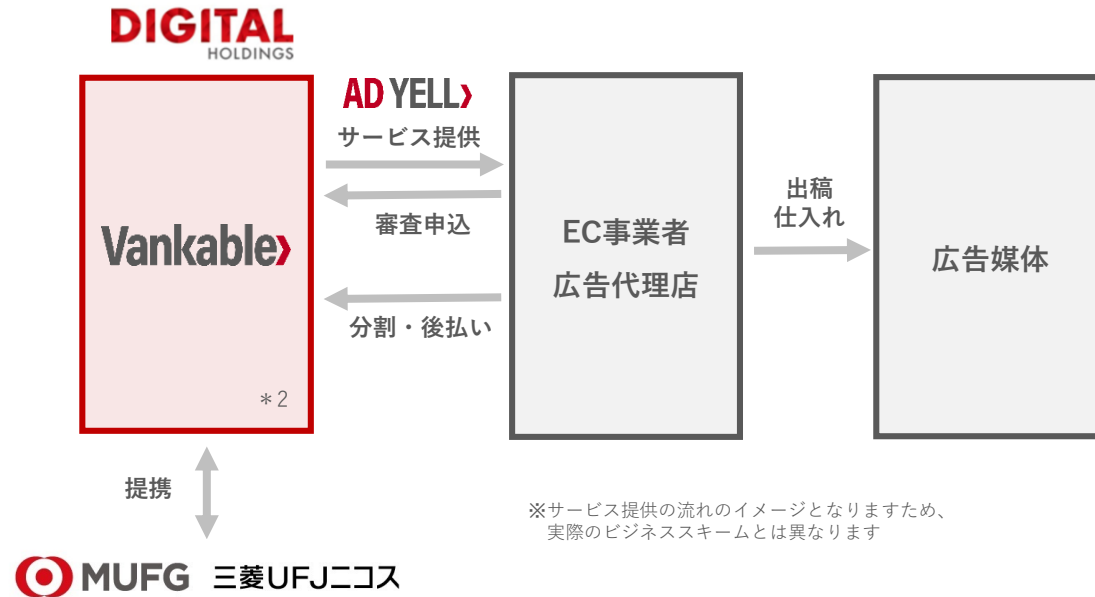 DIGITAL
HOLDINGS
AD YELL
サービス提供
審査申込
分割・後払い
Vankable
*2
EC事業者
広告代理店
出稿
仕入れ
広告媒体
提携
※サービス提供の流れのイメージとなりますため、
実際のビジネススキームとは異なります
MUFG 三菱UFJニコス